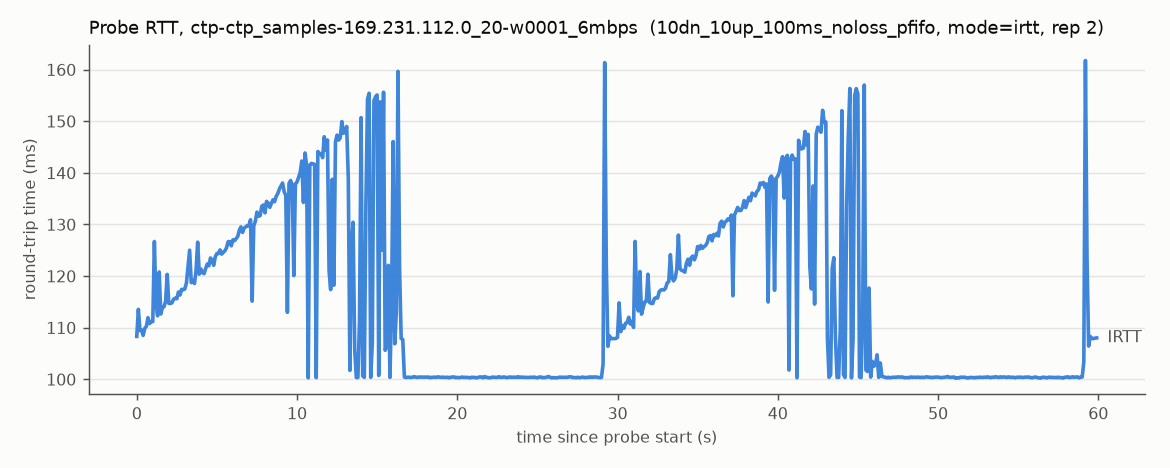 Probe RTT, ctp-ctp_samples-169.231.112.0_20-w0001_6mbps  (10dn_10up_100ms_noloss_pfifo, mode=irtt, rep 2)
round-trip time (ms)
160
150
140
130
120
110
100
IRTT
0 10 20 30 40 50 60
time since probe start (s)